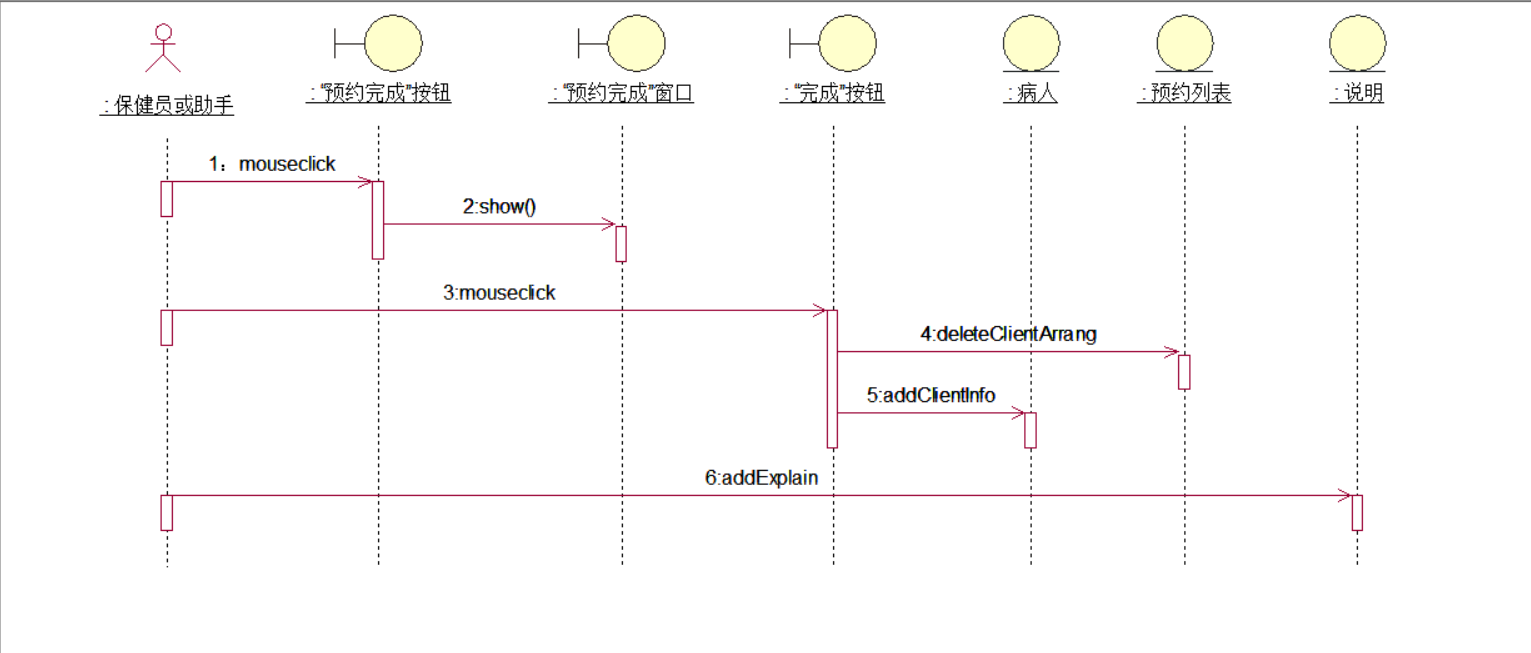 : 保健员或助手
: “预约完成”按钮
: “预约完成”窗口
: “完成”按钮
: 病人
: 预约列表
: 说明
1：mouseclick
2:show()
3:mouseclick
4:deleteClientArrang
5:addClientInfo
6:addExplain